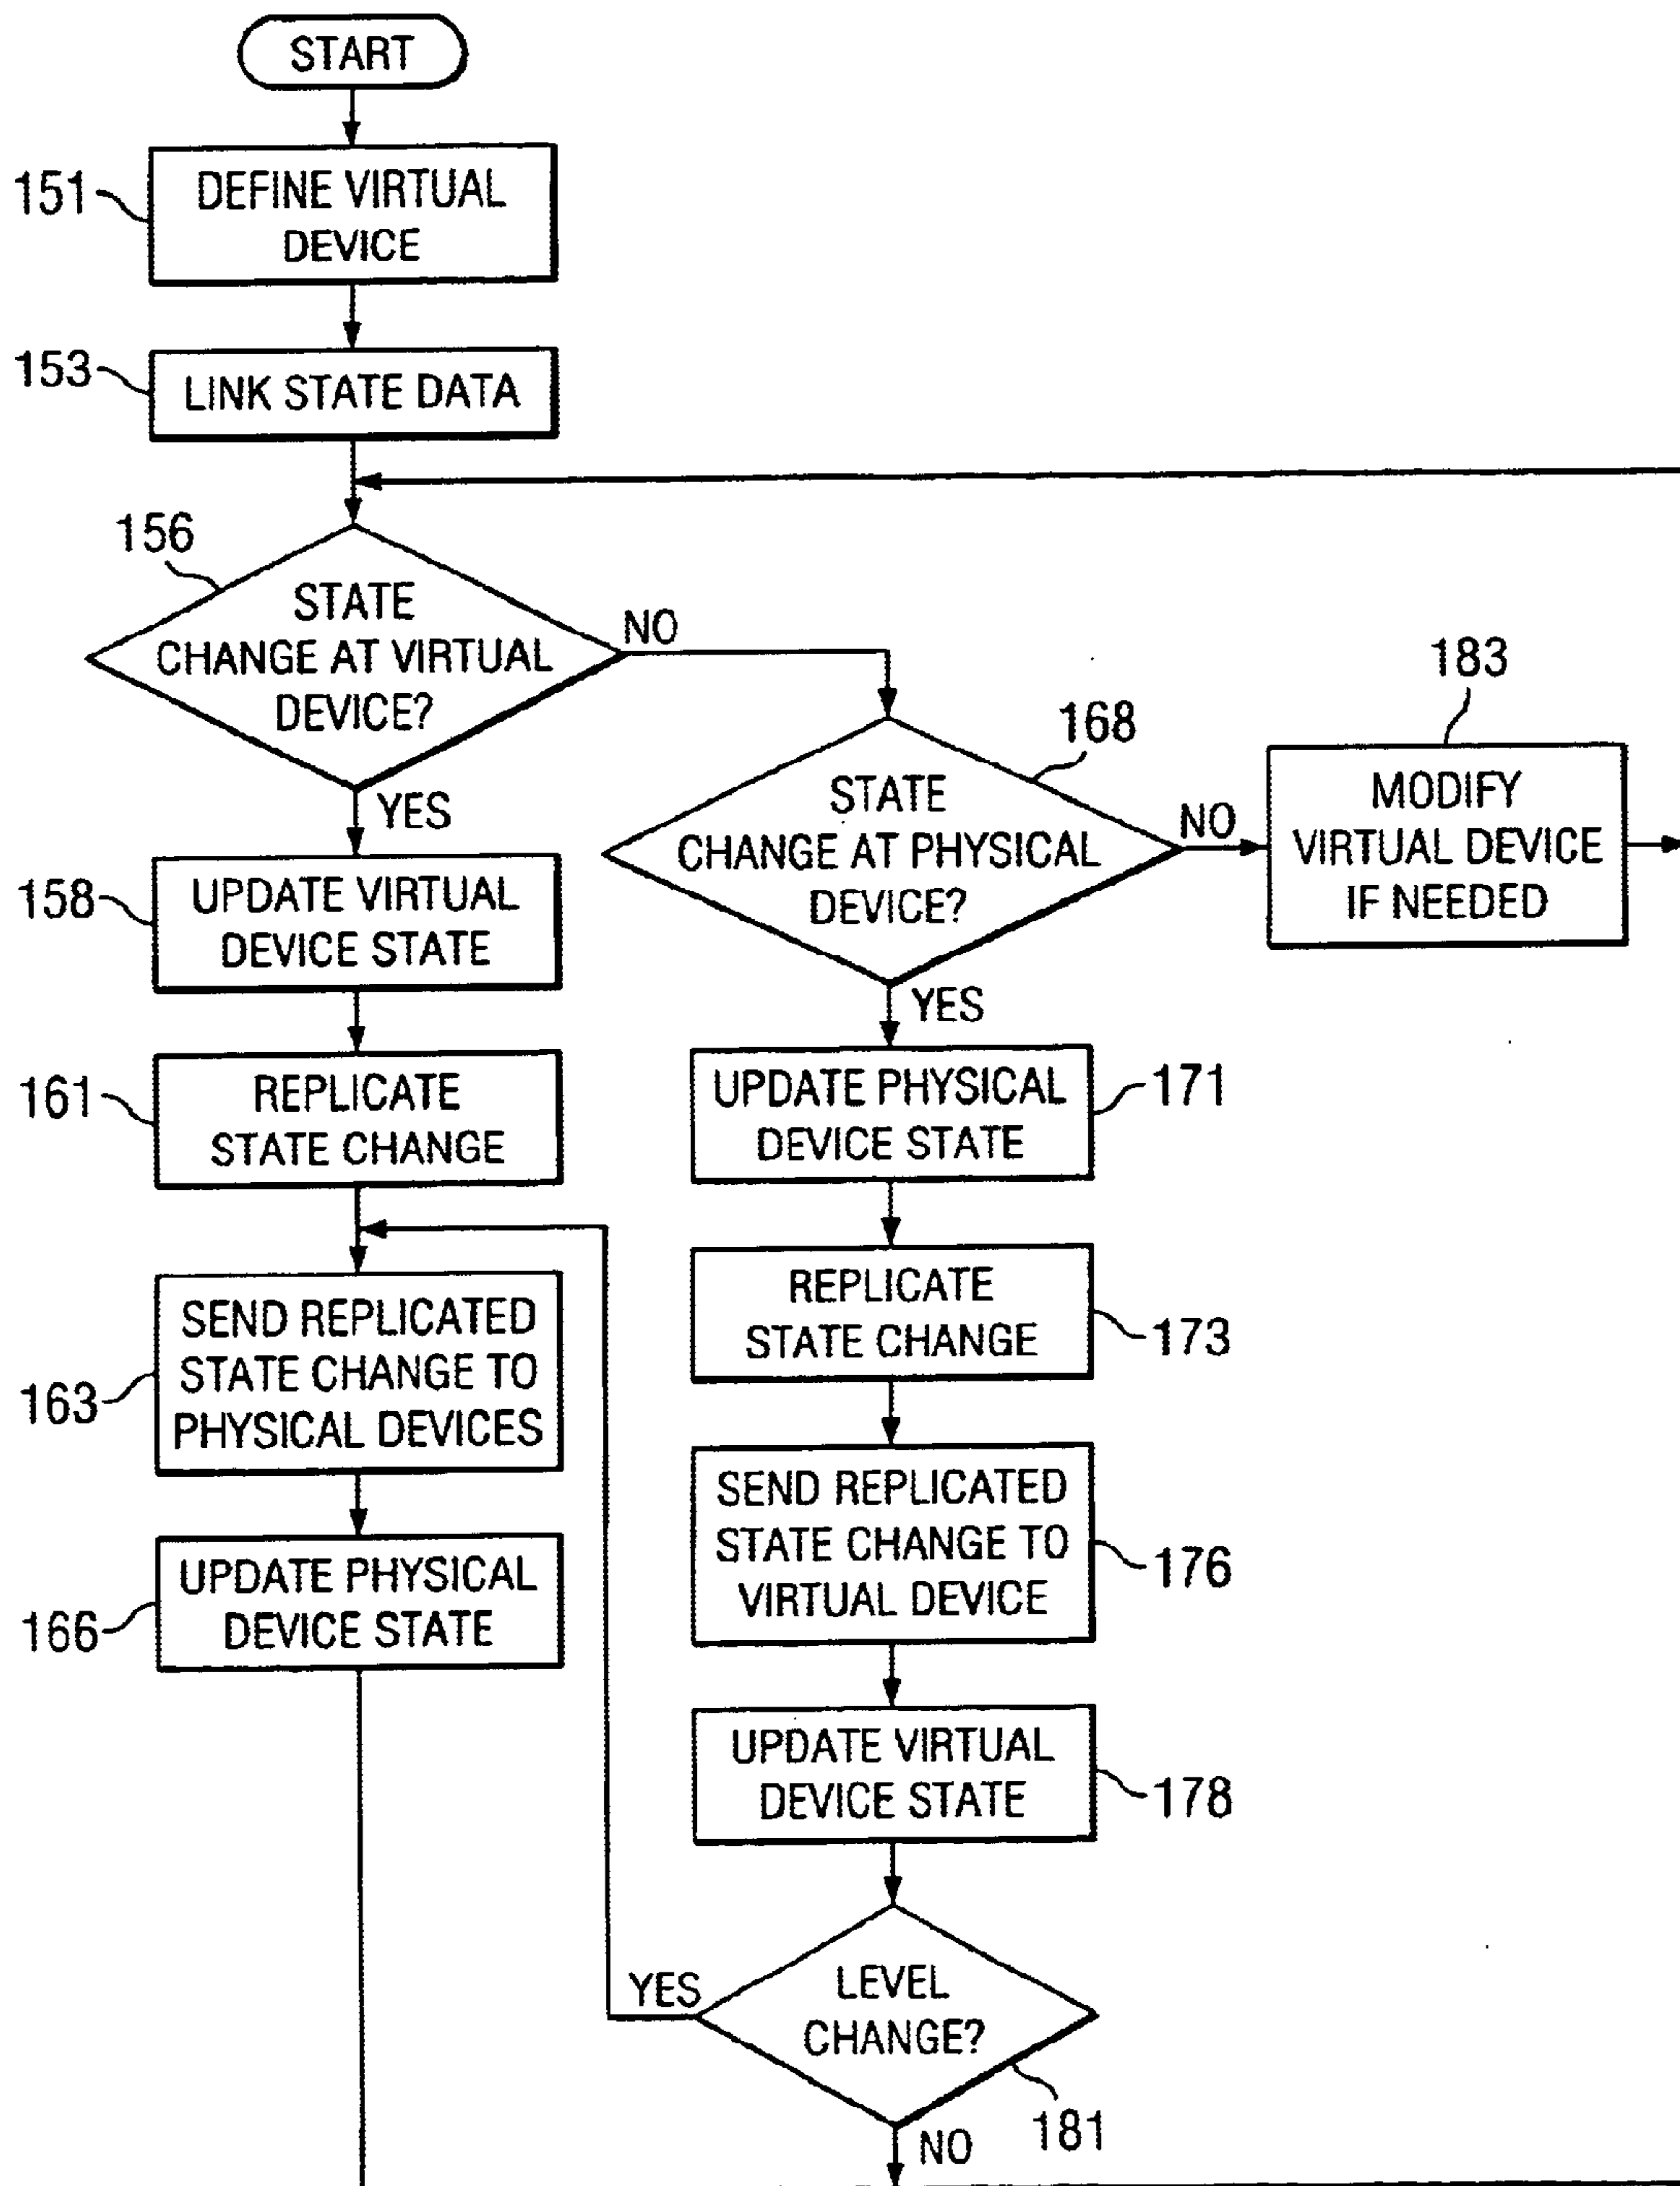 START
151
DEFINE VIRTUAL
DEVICE
153
LINK STATE DATA
156
STATE
CHANGE AT VIRTUAL
DEVICE?
NO
YES
158
UPDATE VIRTUAL
DEVICE STATE
161
REPLICATE
STATE CHANGE
163
SEND REPLICATED
STATE CHANGE TO
PHYSICAL DEVICES
166
UPDATE PHYSICAL
DEVICE STATE
168
STATE
CHANGE AT PHYSICAL
DEVICE?
NO
183
MODIFY
VIRTUAL DEVICE
IF NEEDED
YES
UPDATE PHYSICAL
DEVICE STATE
171
REPLICATE
STATE CHANGE
173
SEND REPLICATED
STATE CHANGE TO
VIRTUAL DEVICE
176
UPDATE VIRTUAL
DEVICE STATE
178
YES
LEVEL
CHANGE?
181
NO